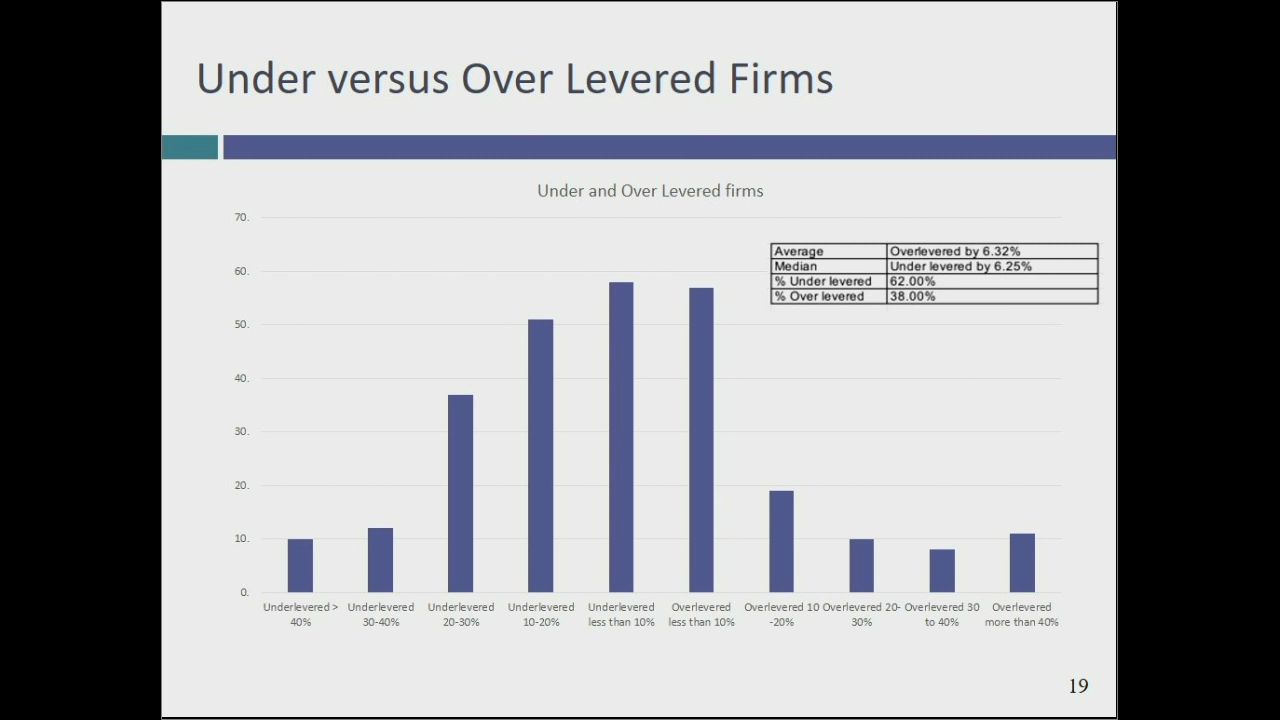 Under versus Over Levered Firms
Under and Over Levered firms
70.
60.
50.
40.
30.
20.
10.
0.
Average Overlevered by 6.32%
Median Under levered by 6.25%
% Under levered 62.00%
% Over levered 38.00%
Underlevered > Underlevered Underlevered Underlevered Underlevered Overlevered Overlevered 10 Overlevered 20- Overlevered 30 Overlevered
40% 30-40% 20-30% 10-20% less than 10% less than 10% -20% 30% to 40% more than 40%
19